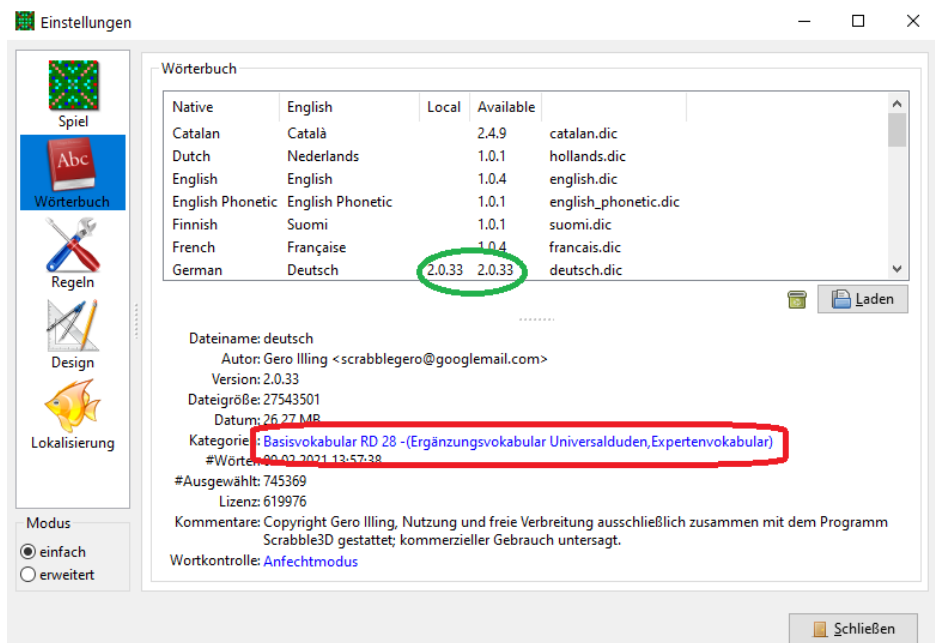 Einstellungen
Wörterbuch
Native English Local Available
Catalan Català 2.4.9 catalan.dic
Dutch Nederlands 1.0.1 hollands.dic
English English 1.0.4 english.dic
English Phonetic English Phonetic 1.0.1 english_phonetic.dic
Finnish Suomi 1.0.1 suomi.dic
French Française 1.0.4 francais.dic
German Deutsch 2.0.33 2.0.33 deutsch.dic
Spiel
Abc
Wörterbuch
Regeln
Design
Lokalisierung
Laden
Dateiname: deutsch
Autor: Gero Illing <scrabblegero@googlemail.com>
Version: 2.0.33
Dateigröße: 27543501
Datum: 26,27 MB
Kategorie: Basisvokabular RD 28 -(Ergänzungsvokabular Universalduden,Expertenvokabular)
#Wörter: 09.02.2021 13:57:38
#Ausgewählt: 745369
Lizenz: 619976
Kommentare: Copyright Gero Illing, Nutzung und freie Verbreitung ausschließlich zusammen mit dem Programm
Scrabble3D gestattet; kommerzieller Gebrauch untersagt.
Wortkontrolle: Anfechtmodus
Modus
einfach
erweitert
Schließen